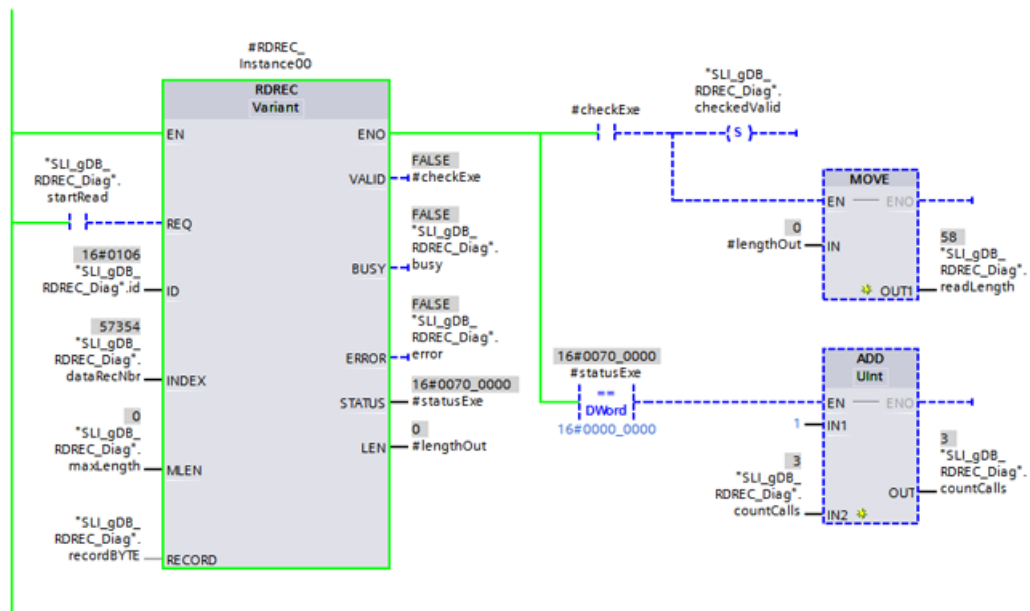 #RDREC_
Instance00
RDREC
Variant
EN
ENO
"SLI_gDB_
RDREC_Diag".
startRead
REQ
16#0106
"SLI_gDB_
RDREC_Diag".id
ID
57354
"SLI_gDB_
RDREC_Diag".
dataRecNbr
INDEX
0
"SLI_gDB_
RDREC_Diag".
maxLength
MLEN
"SLI_gDB_
RDREC_Diag".
recordBYTE
RECORD
FALSE
VALID
#checkExe
FALSE
"SLI_gDB_
RDREC_Diag".
BUSY
busy
FALSE
"SLI_gDB_
RDREC_Diag".
ERROR
error
16#0070_0000
STATUS
#statusExe
0
LEN
#lengthOut
#checkExe
"SLI_gDB_
RDREC_Diag".
checkedValid
S
MOVE
EN
ENO
0
#lengthOut
IN
58
"SLI_gDB_
RDREC_Diag".
OUT1
readLength
16#0070_0000
#statusExe
==
DWord
16#0000_0000
ADD
UInt
EN
ENO
1
IN1
3
"SLI_gDB_
RDREC_Diag".
countCalls
IN2
3
"SLI_gDB_
RDREC_Diag".
OUT
countCalls